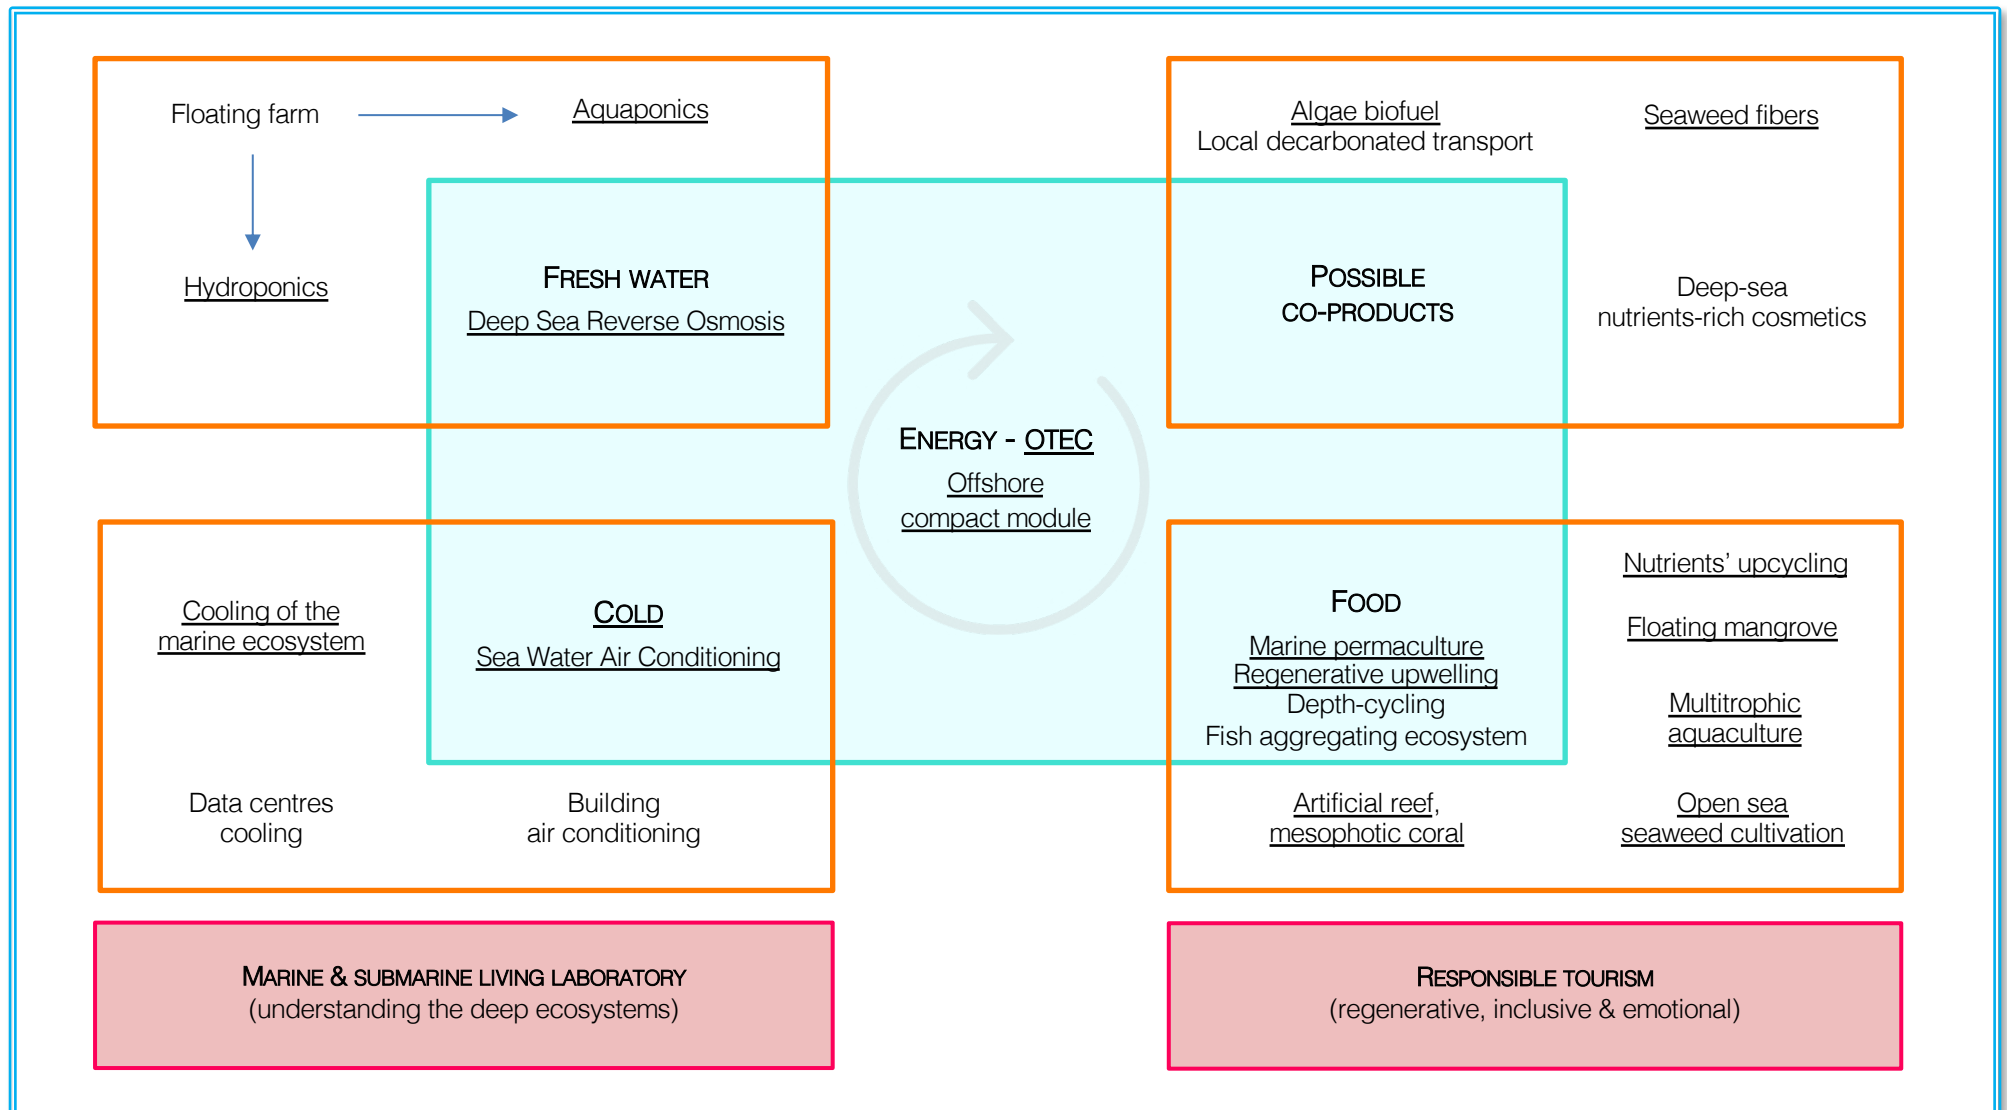 Floating farm
Aquaponics
Hydroponics
FRESH WATER
Deep Sea Reverse Osmosis
Algae biofuel
Local decarbonated transport
Seaweed fibers
POSSIBLE
CO-PRODUCTS
Deep-sea
nutrients-rich cosmetics
ENERGY - OTEC
Offshore
compact module
Cooling of the
marine ecosystem
COLD
Sea Water Air Conditioning
Data centres
cooling
Building
air conditioning
FOOD
Marine permaculture
Regenerative upwelling
Depth-cycling
Fish aggregating ecosystem
Nutrients’ upcycling
Floating mangrove
Multitrophic
aquaculture
Artificial reef,
mesophotic coral
Open sea
seaweed cultivation
MARINE & SUBMARINE LIVING LABORATORY
(understanding the deep ecosystems)
RESPONSIBLE TOURISM
(regenerative, inclusive & emotional)